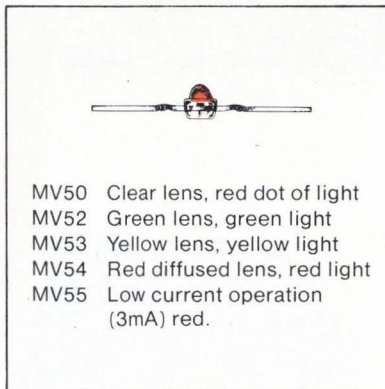 MV50 Clear lens, red dot of light
MV52 Green lens, green light
MV53 Yellow lens, yellow light
MV54 Red diffused lens, red light
MV55 Low current operation
(3mA) red.